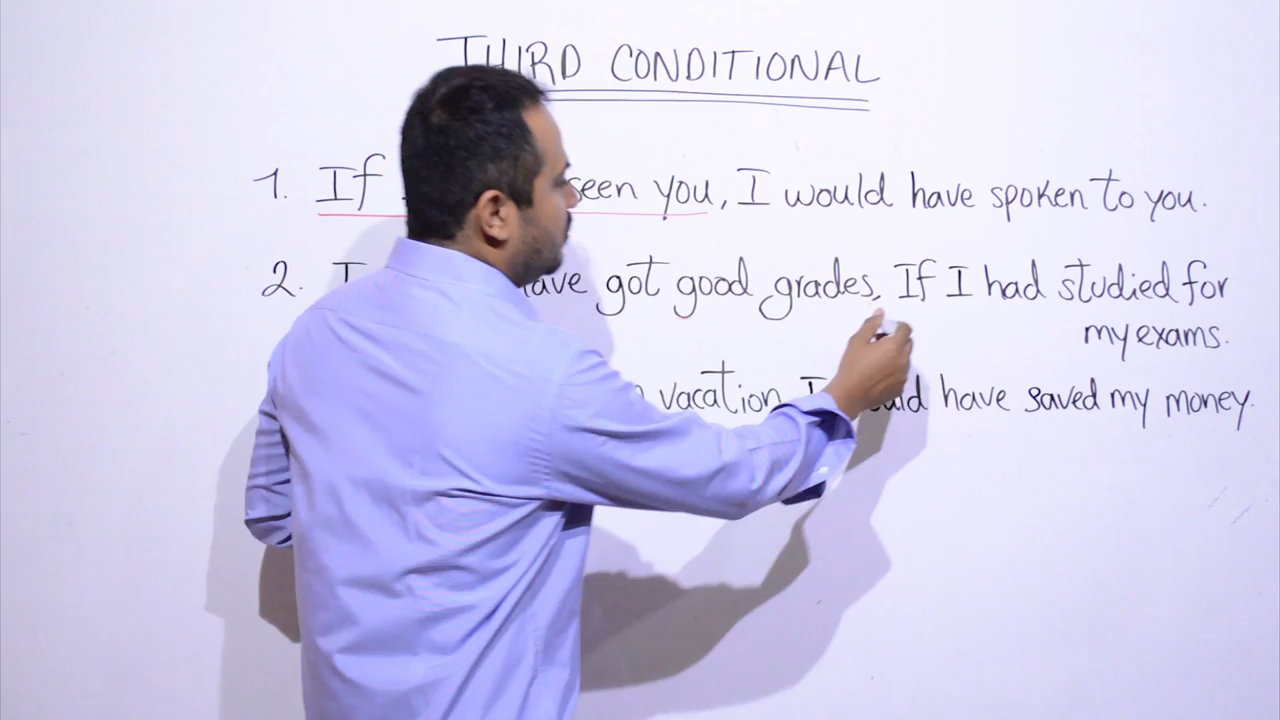 THIRD CONDITIONAL
1. If seen you, I would have spoken to you.
2. I have got good grades, If I had studied for
my exams.
vacation I would have saved my money.